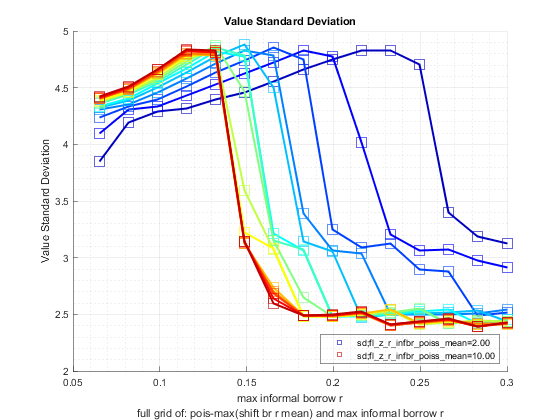 Value Standard Deviation
5
4.5
4
3.5
3
2.5
2
Value Standard Deviation
0.05
0.1
0.15
0.2
0.25
0.3
sd;fl_z_r_infbr_poiss_mean=2.00
sd;fl_z_r_infbr_poiss_mean=10.00
max informal borrow r
full grid of: pois-max(shift br r mean) and max informal borrow r